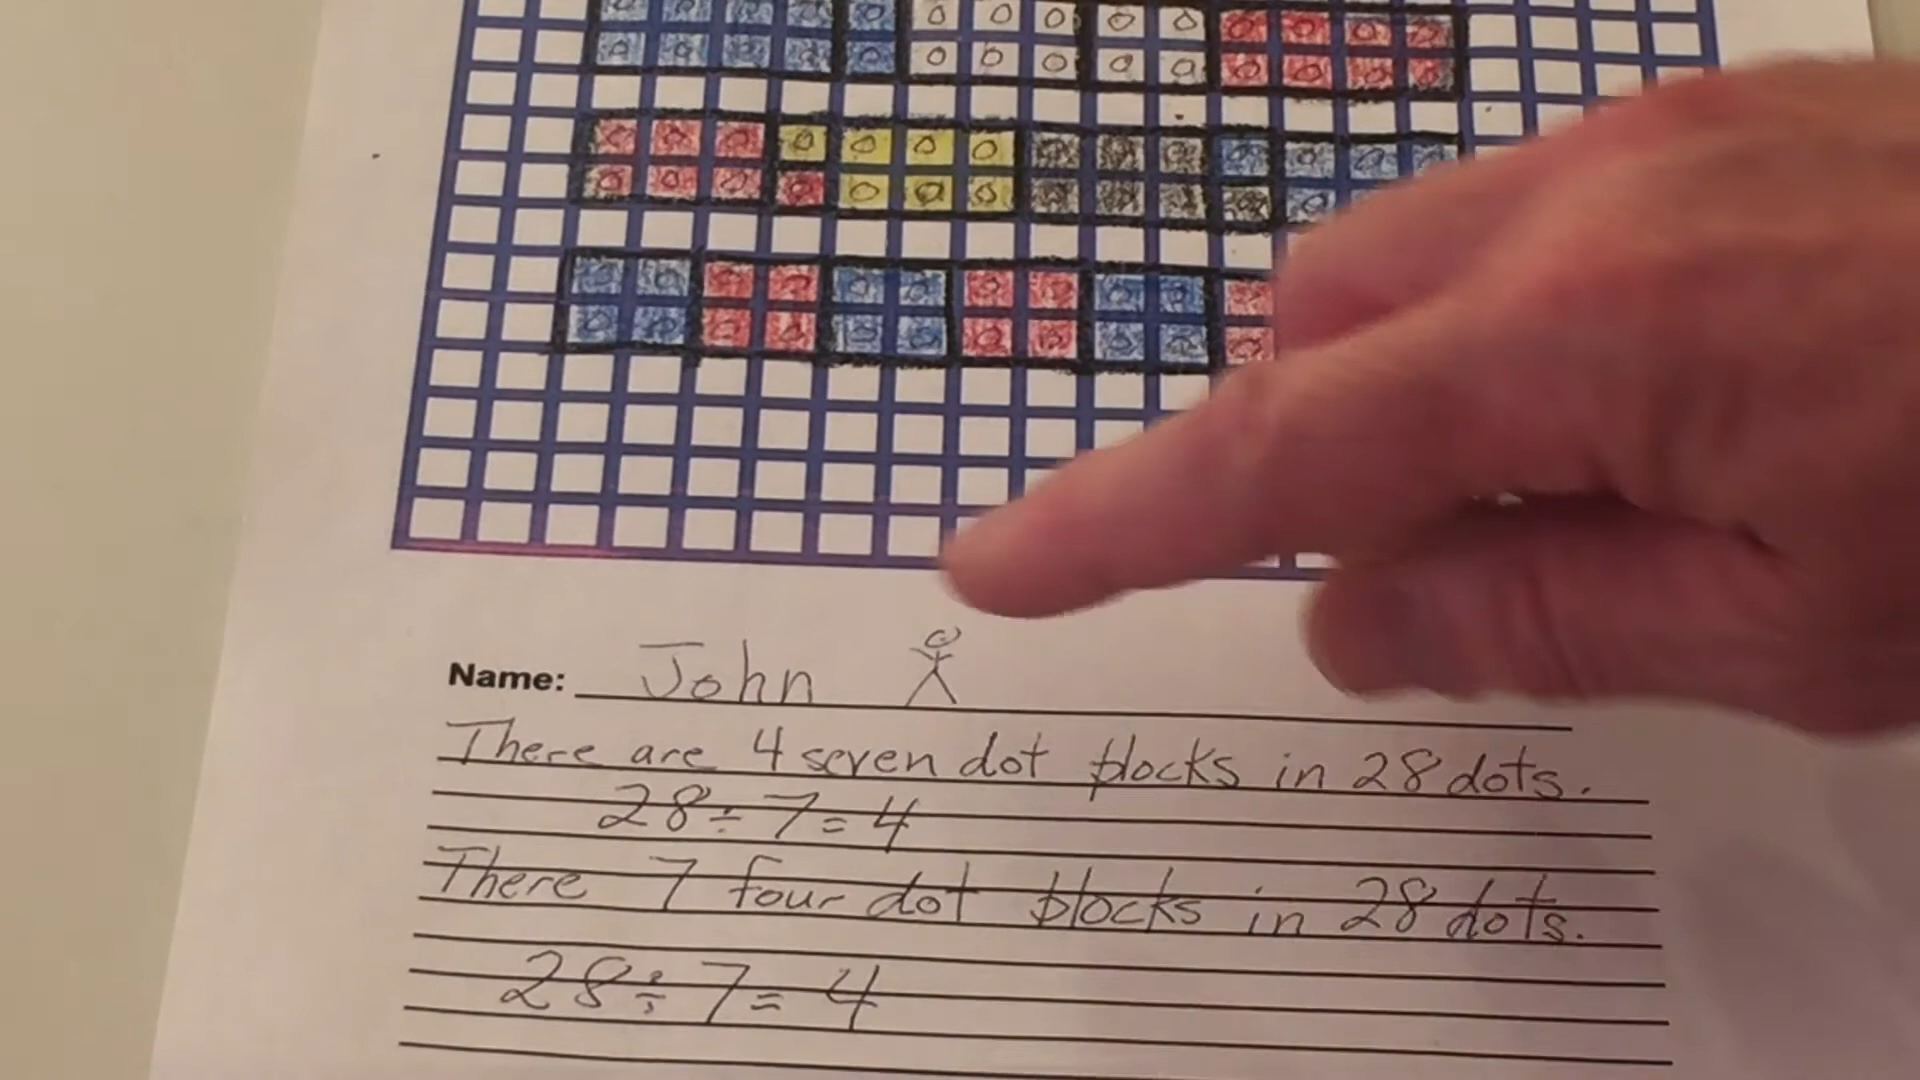 Name: John
There are 4 seven dot blocks in 28 dots.
28 ÷ 7 = 4
There 7 four dot blocks in 28 dots.
28 ÷ 7 = 4